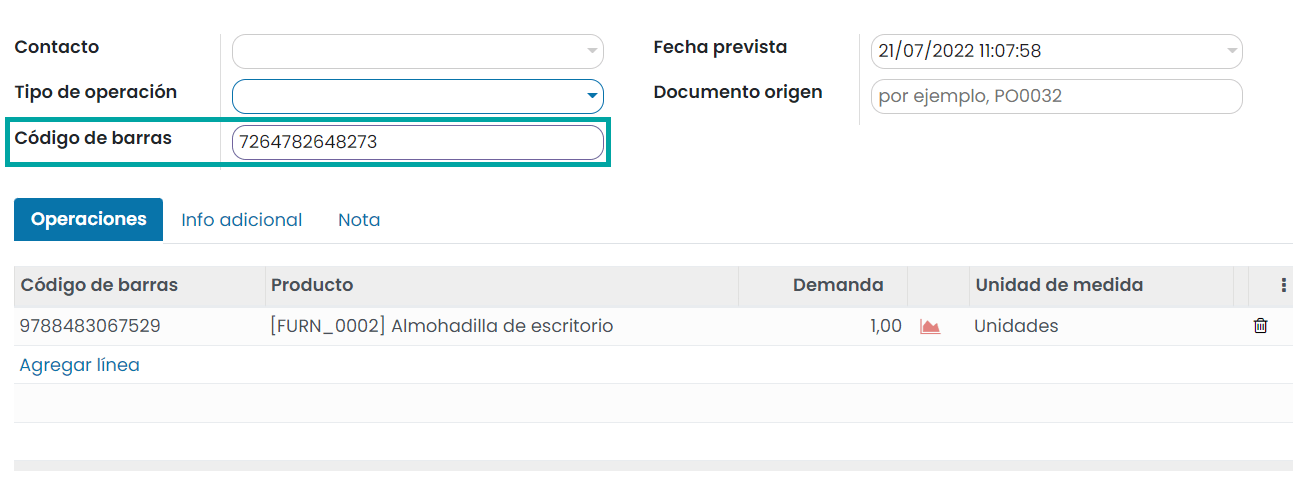 Contacto
Fecha prevista 21/07/2022 11:07:58
Tipo de operación
Documento origen por ejemplo, PO0032
Código de barras 7264782648273
Operaciones Info adicional Nota
Código de barras Producto Demanda Unidad de medida
9788483067529 [FURN_0002] Almohadilla de escritorio 1,00 Unidades
Agregar línea